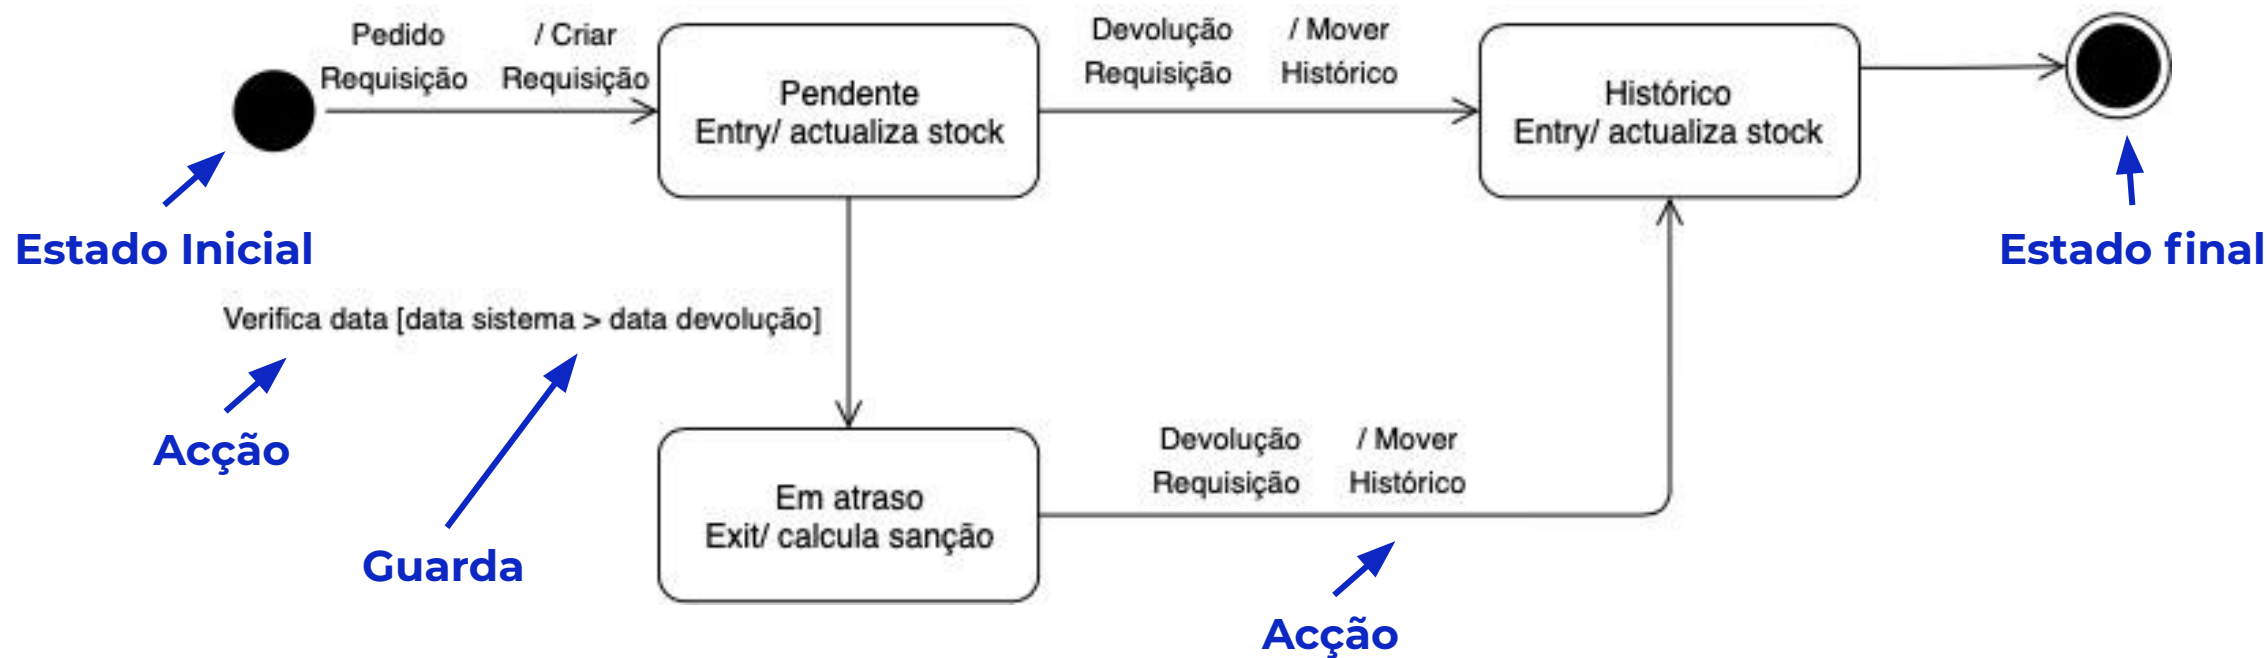 Pedido / Criar
Requisição Requisição
Devolução / Mover
Requisição Histórico
Pendente
Entry/ actualiza stock
Histórico
Entry/ actualiza stock
Estado Inicial
Estado final
Verifica data [data sistema > data devolução]
Acção
Guarda
Em atraso
Exit/ calcula sanção
Devolução / Mover
Requisição Histórico
Acção